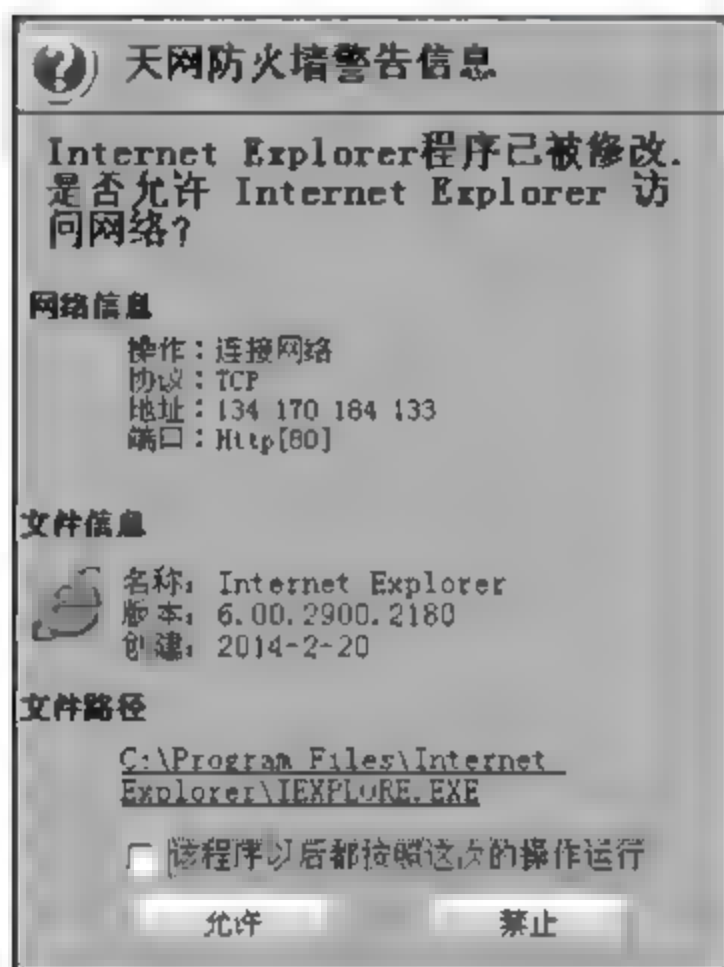 天网防火墙警告信息
Internet Explorer程序已被修改.
是否允许 Internet Explorer 访
问网络?
网络信息
操作:连接网络
协议:TCP
地址:134 170 184 133
端口:Http[80]
文件信息
名称: Internet Explorer
版本: 6.00.2900.2180
创建: 2014-2-20
文件路径
C:\Program Files\Internet
Explorer\IEXPLORE.EXE
该程序以后都按照这次的操作运行
允许
禁止